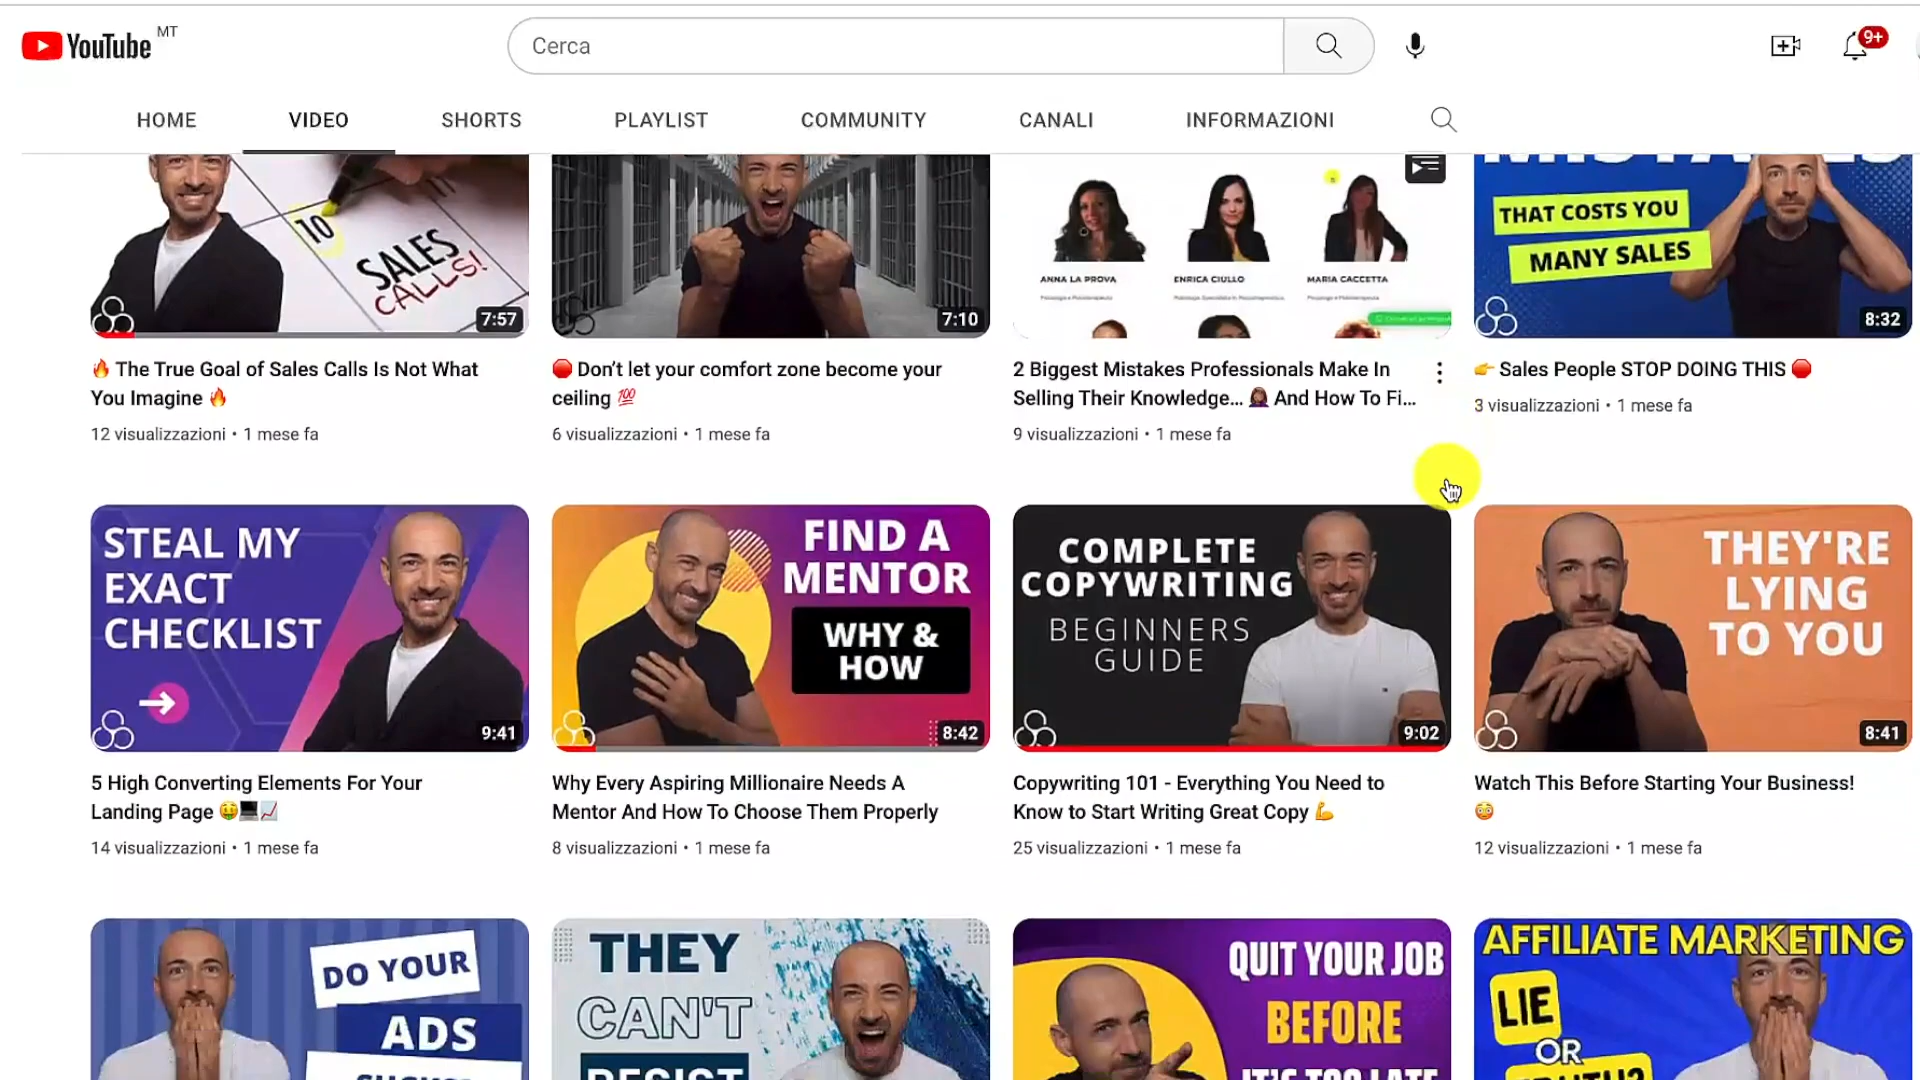 YouTube MT
Cerca
9+
HOME
VIDEO
SHORTS
PLAYLIST
COMMUNITY
CANALI
INFORMAZIONI
10
SALES
CALLS!
7:57
7:10
ANNA LA PROVA
ENRICA CIULLO
MARIA CACCETTA
THAT COSTS YOU
MANY SALES
8:32
🔥 The True Goal of Sales Calls Is Not What
You Imagine 🔥
12 visualizzazioni • 1 mese fa
🛑 Don’t let your comfort zone become your
ceiling 💯
6 visualizzazioni • 1 mese fa
2 Biggest Mistakes Professionals Make In
Selling Their Knowledge... 🤦🏾‍♀️ And How To Fi...
9 visualizzazioni • 1 mese fa
👉 Sales People STOP DOING THIS 🛑
3 visualizzazioni • 1 mese fa
STEAL MY
EXACT
CHECKLIST
9:41
FIND A
MENTOR
WHY &
HOW
8:42
COMPLETE
COPYWRITING
BEGINNERS
GUIDE
9:02
THEY'RE
LYING
TO YOU
8:41
5 High Converting Elements For Your
Landing Page 🤑💻📈
14 visualizzazioni • 1 mese fa
Why Every Aspiring Millionaire Needs A
Mentor And How To Choose Them Properly
8 visualizzazioni • 1 mese fa
Copywriting 101 - Everything You Need to
Know to Start Writing Great Copy 💪
25 visualizzazioni • 1 mese fa
Watch This Before Starting Your Business!
😳
12 visualizzazioni • 1 mese fa
DO YOUR
ADS
THEY
CAN'T
RESIST
QUIT YOUR JOB
BEFORE
IT'S TOO LATE
AFFILIATE MARKETING
LIE
OR